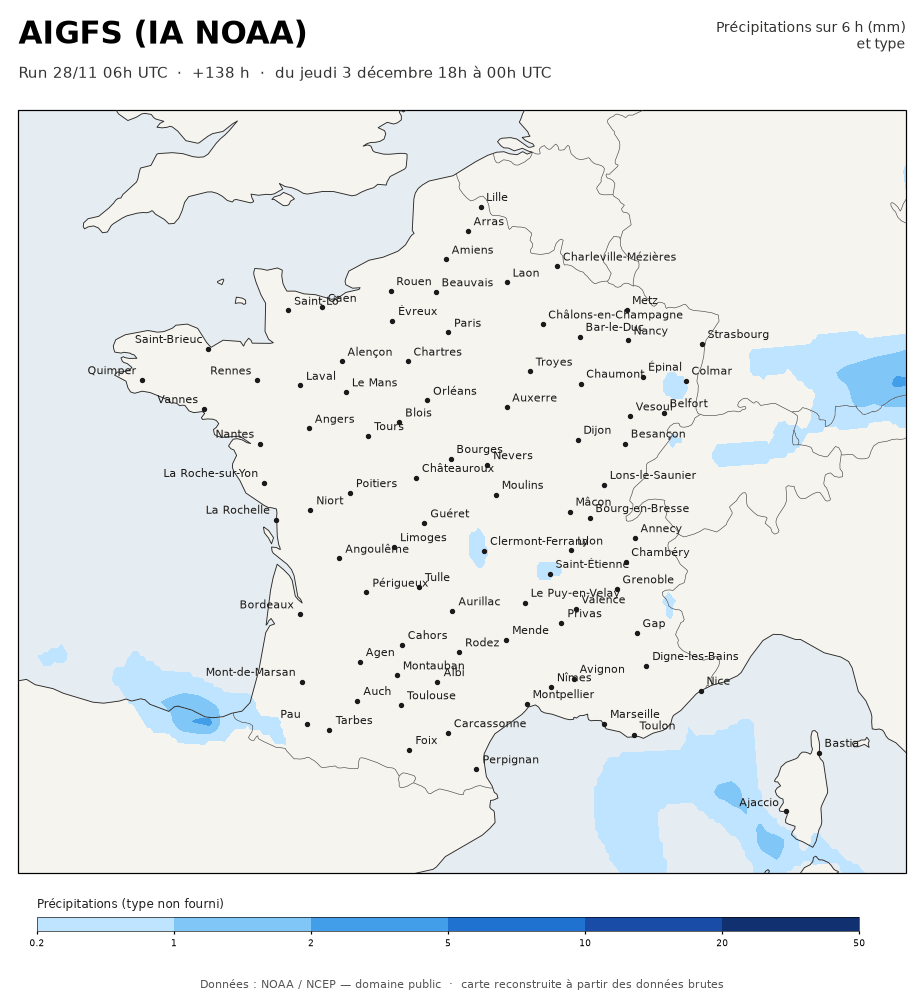 AIGFS (IA NOAA)
Précipitations sur 6 h (mm)
et type
Run 28/11 06h UTC · +138 h · du jeudi 3 décembre 18h à 00h UTC
Lille
Arras
Amiens
Charleville-Mézières
Laon
Rouen
Beauvais
Saint-Lô
Caen
Metz
Évreux
Châlons-en-Champagne
Paris
Bar-le-Duc
Nancy
Strasbourg
Saint-Brieuc
Alençon
Chartres
Troyes
Quimper
Rennes
Laval
Le Mans
Chaumont
Épinal
Colmar
Vannes
Orléans
Auxerre
Blois
Vesoul
Belfort
Angers
Tours
Nantes
Dijon
Besançon
Bourges
Nevers
La Roche-sur-Yon
Châteauroux
Poitiers
Moulins
Lons-le-Saunier
Niort
La Rochelle
Guéret
Mâcon
Bourg-en-Bresse
Limoges
Angoulême
Clermont-Ferrand
Lyon
Annecy
Chambéry
Saint-Étienne
Périgueux
Tulle
Grenoble
Le Puy-en-Velay
Valence
Bordeaux
Aurillac
Privas
Cahors
Rodez
Mende
Gap
Agen
Digne-les-Bains
Mont-de-Marsan
Montauban
Albi
Nîmes
Avignon
Nice
Auch
Toulouse
Montpellier
Pau
Tarbes
Carcassonne
Marseille
Toulon
Foix
Bastia
Perpignan
Ajaccio
Précipitations (type non fourni)
0.2 1 2 5 10 20 50
Données : NOAA / NCEP — domaine public · carte reconstruite à partir des données brutes